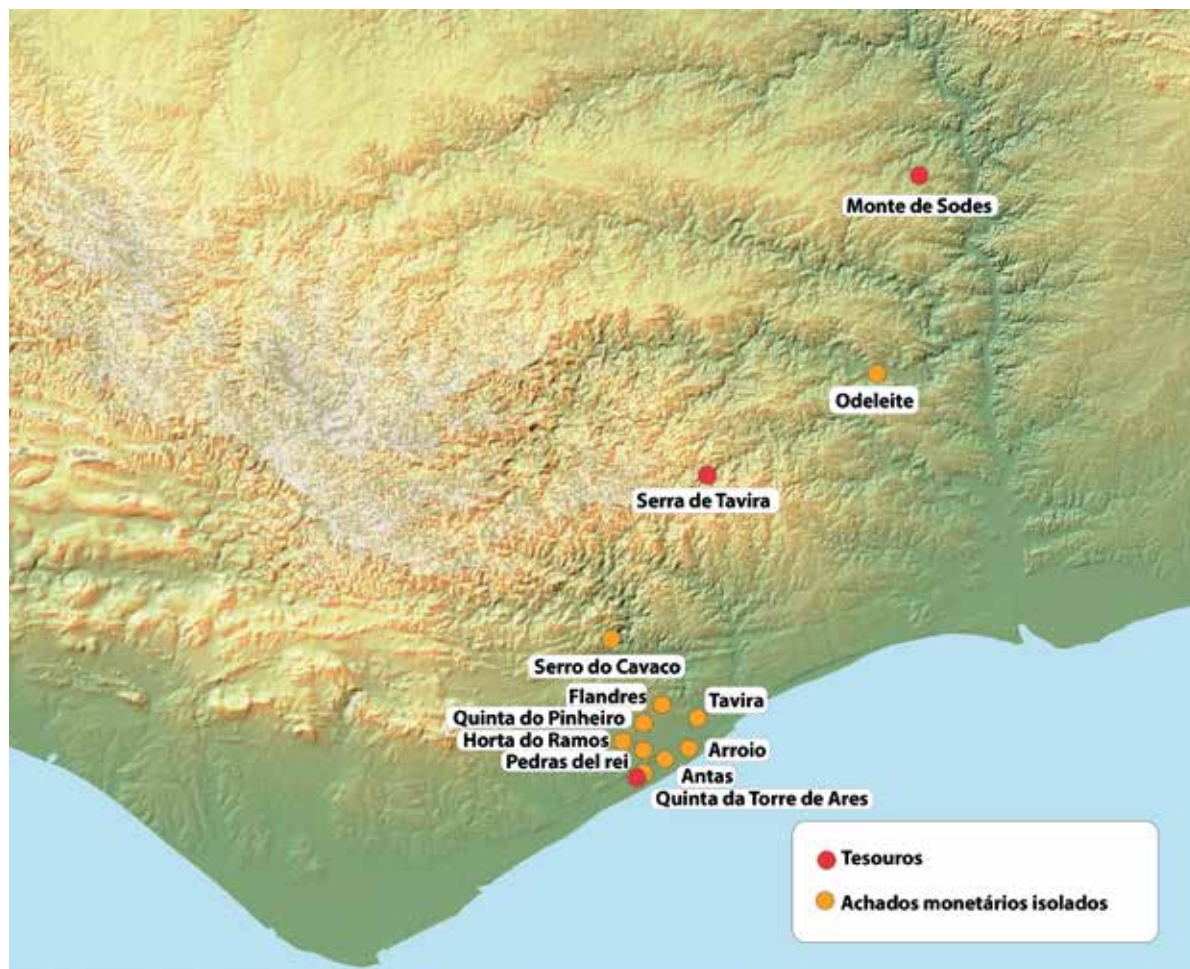 Monte de Sodes
Odeleite
Serra de Tavira
Serro do Cavaco
Flandres
Tavira
Quinta do Pinheiro
Horta do Ramos
Pedras del rei
Arroio
Antas
Quinta da Torre de Ares
Tesouros
Achados monetários isolados